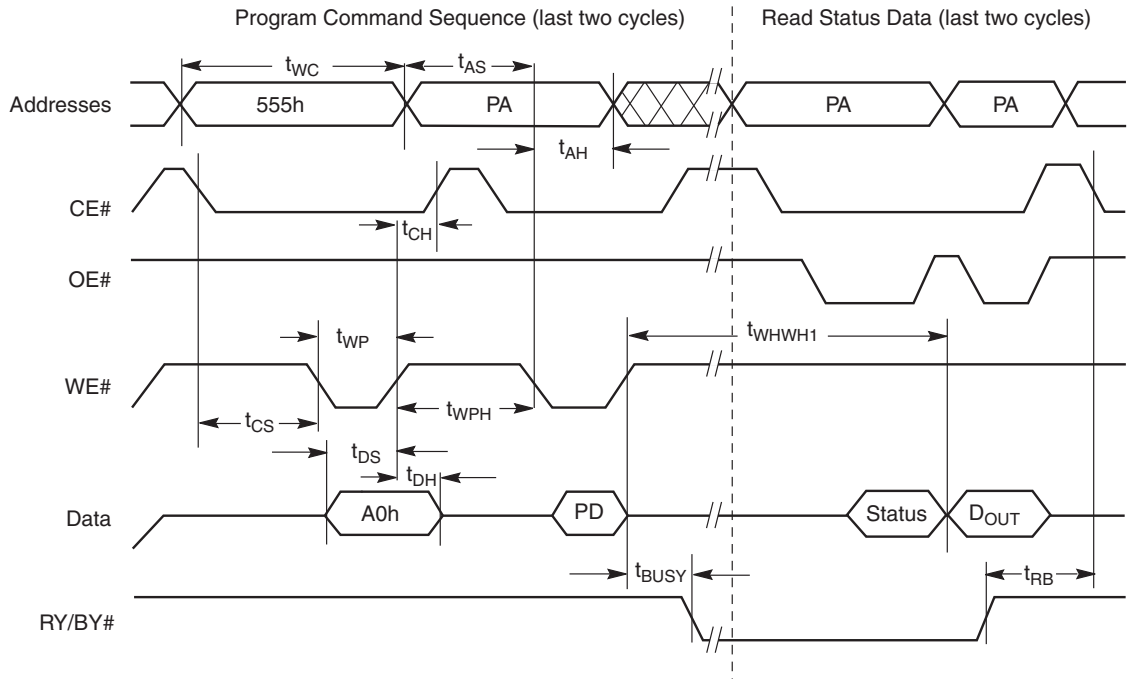 Program Command Sequence (last two cycles)
Read Status Data (last two cycles)
tWC
tAS
Addresses
555h
PA
PA
PA
tAH
CE#
tCH
OE#
tWP
tWHWH1
WE#
tCS
tWPH
tDS
tDH
Data
A0h
PD
Status
DOUT
tBUSY
tRB
RY/BY#